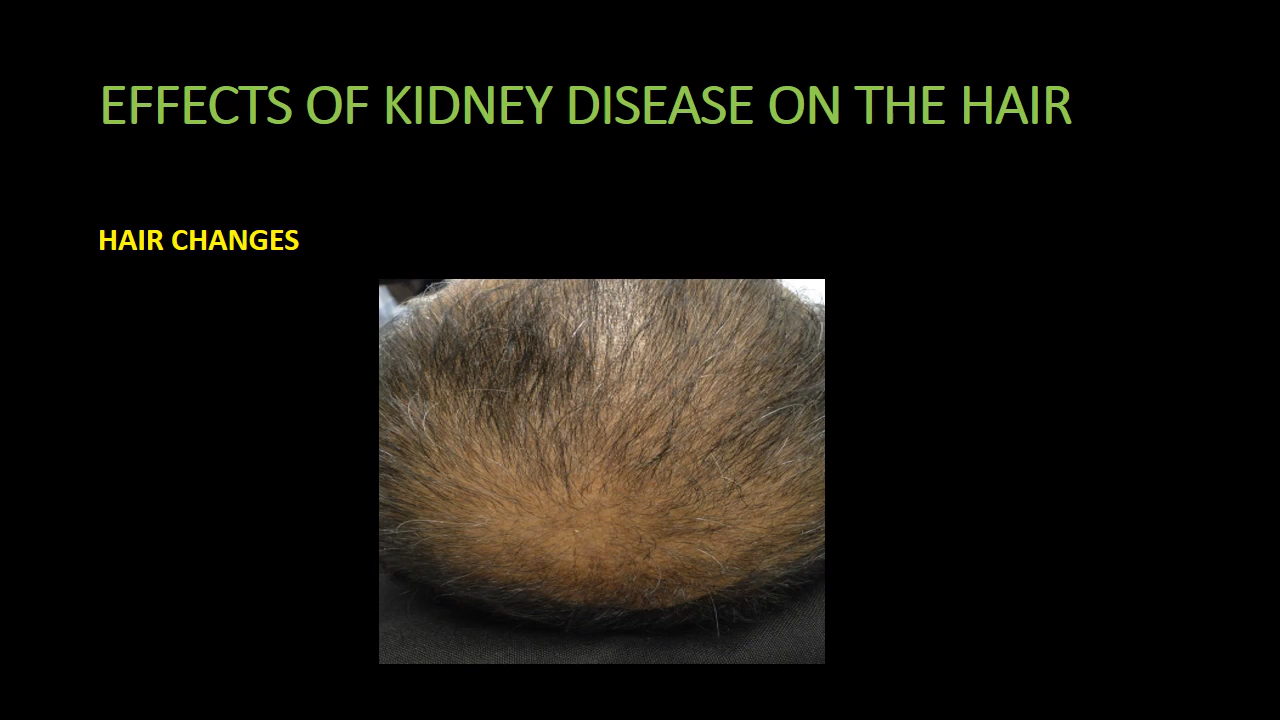 EFFECTS OF KIDNEY DISEASE ON THE HAIR
HAIR CHANGES